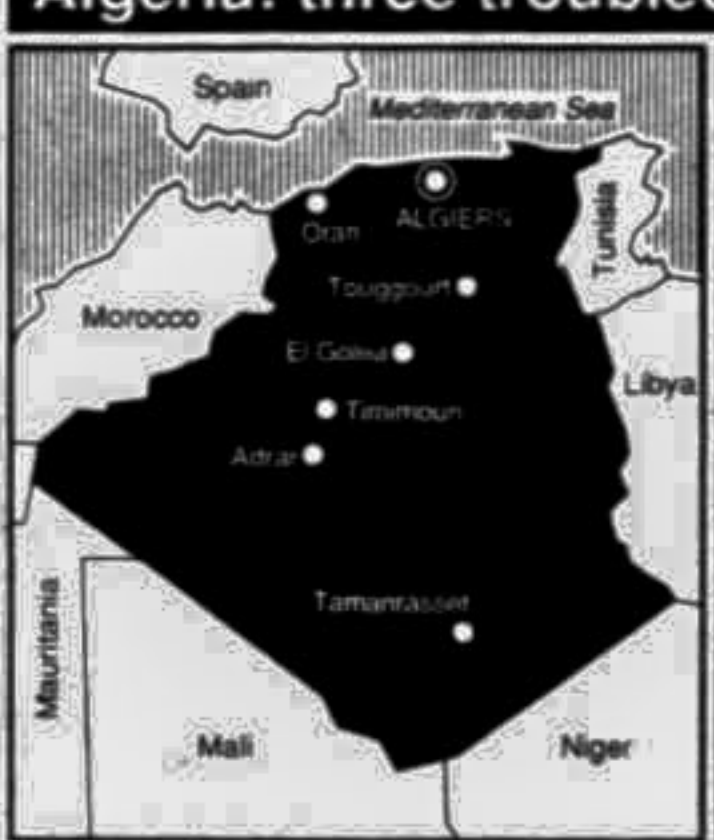 Algeria: three troubled
Spain
Mediterranean Sea
Oran
ALGIERS
Tunisia
Touggourt
Morocco
El Goléa
Libya
Timimoun
Adrar
Tamanrasset
Mauritania
Mali
Niger